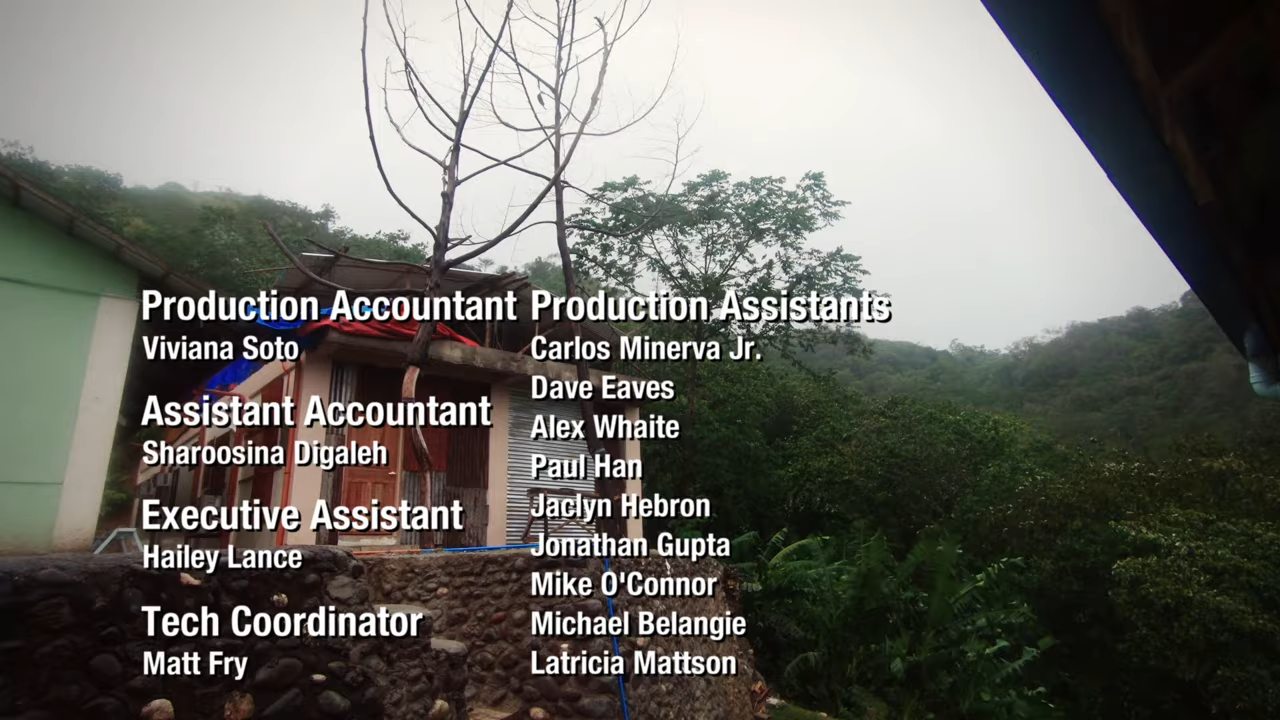 Production Accountant
Viviana Soto
Assistant Accountant
Sharoosina Digaleh
Executive Assistant
Hailey Lance
Tech Coordinator
Matt Fry
Production Assistants
Carlos Minerva Jr.
Dave Eaves
Alex Whaite
Paul Han
Jaclyn Hebron
Jonathan Gupta
Mike O'Connor
Michael Belangie
Latricia Mattson